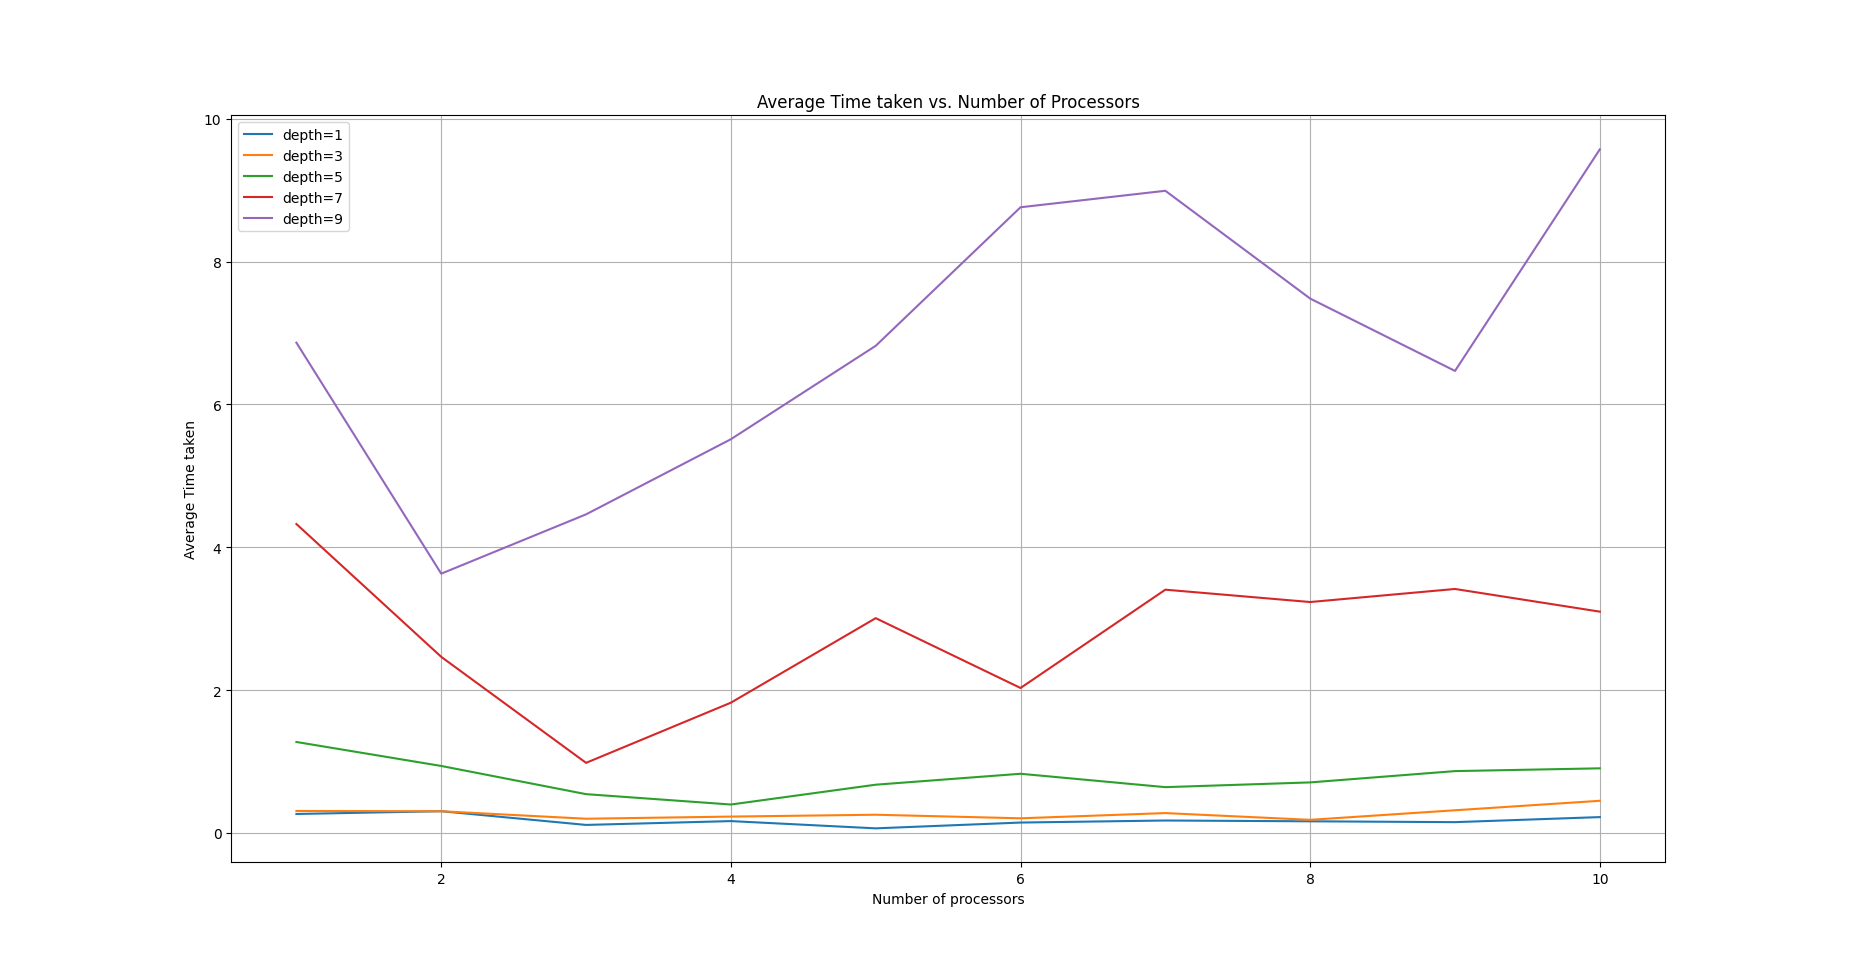 Average Time taken vs. Number of Processors
depth=1
depth=3
depth=5
depth=7
depth=9
10
8
6
4
2
0
Average Time taken
2 4 6 8 10
Number of processors